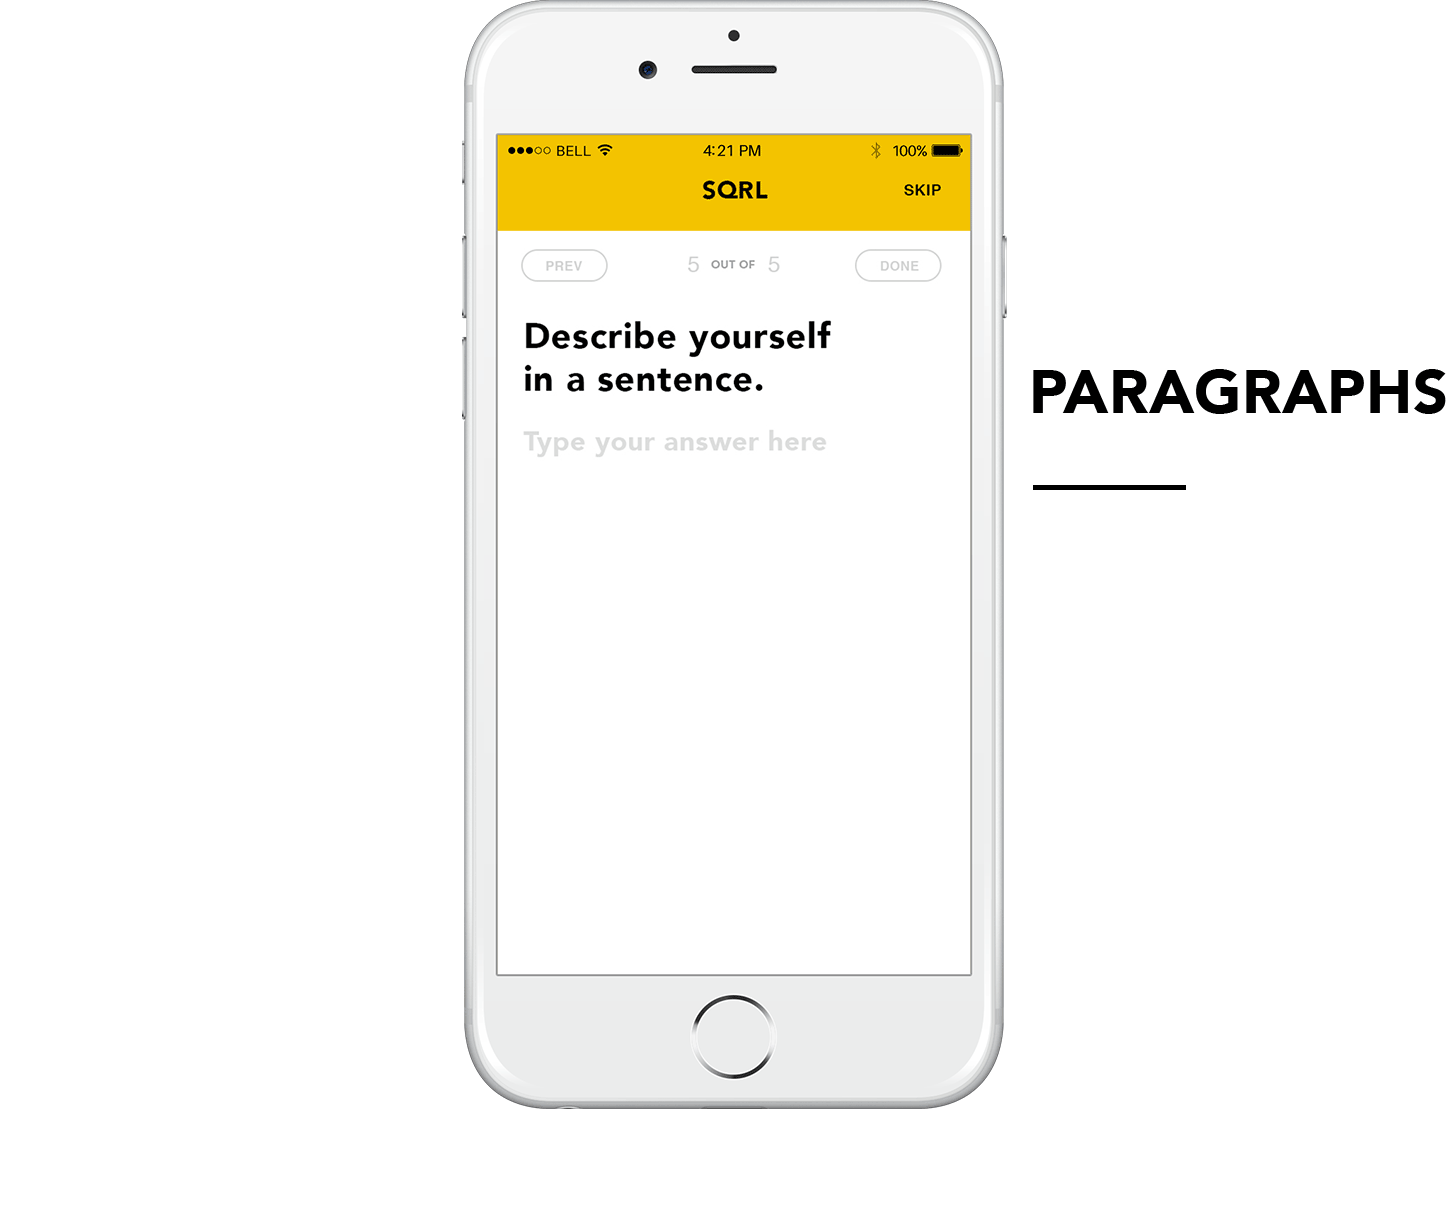 BELL 4:21 PM 100%
SQRL SKIP
PREV 5 OUT OF 5 DONE
Describe yourself
in a sentence.
Type your answer here
PARAGRAPHS